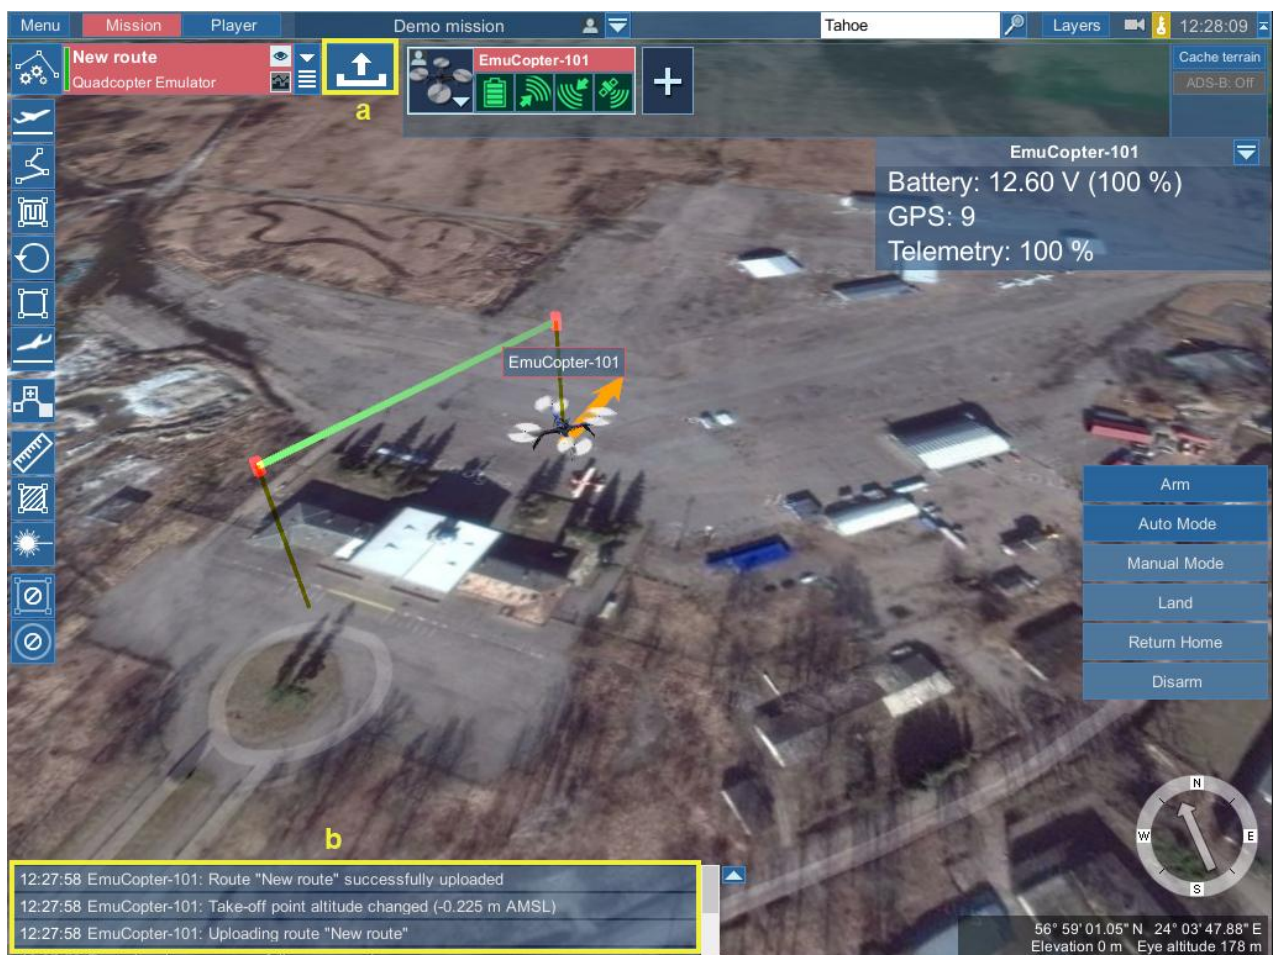 Menu Mission Player Demo mission Tahoe Layers 12:28:09
New route
Quadcopter Emulator
a
EmuCopter-101
Cache terrain
ADS-B: Off
EmuCopter-101
Battery: 12.60 V (100 %)
GPS: 9
Telemetry: 100 %
EmuCopter-101
Arm
Auto Mode
Manual Mode
Land
Return Home
Disarm
N
W E
S
b
12:27:58 EmuCopter-101: Route "New route" successfully uploaded
12:27:58 EmuCopter-101: Take-off point altitude changed (-0.225 m AMSL)
12:27:58 EmuCopter-101: Uploading route "New route"
56° 59' 01.05" N 24° 03' 47.88" E
Elevation 0 m Eye altitude 178 m